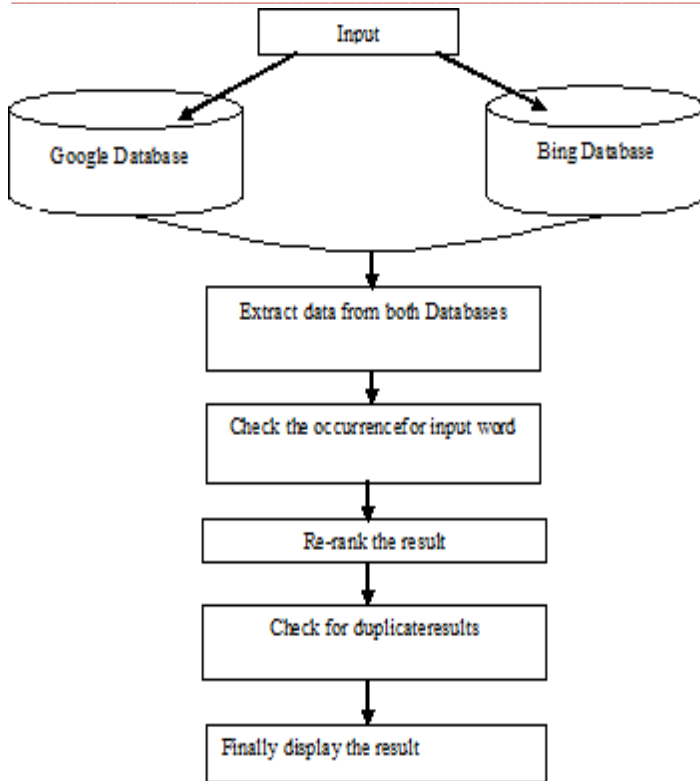 Input
Google Database
Bing Database
Extract data from both Databases
Check the occurrencefor input word
Re-rank the result
Check for duplicateresults
Finally display the result